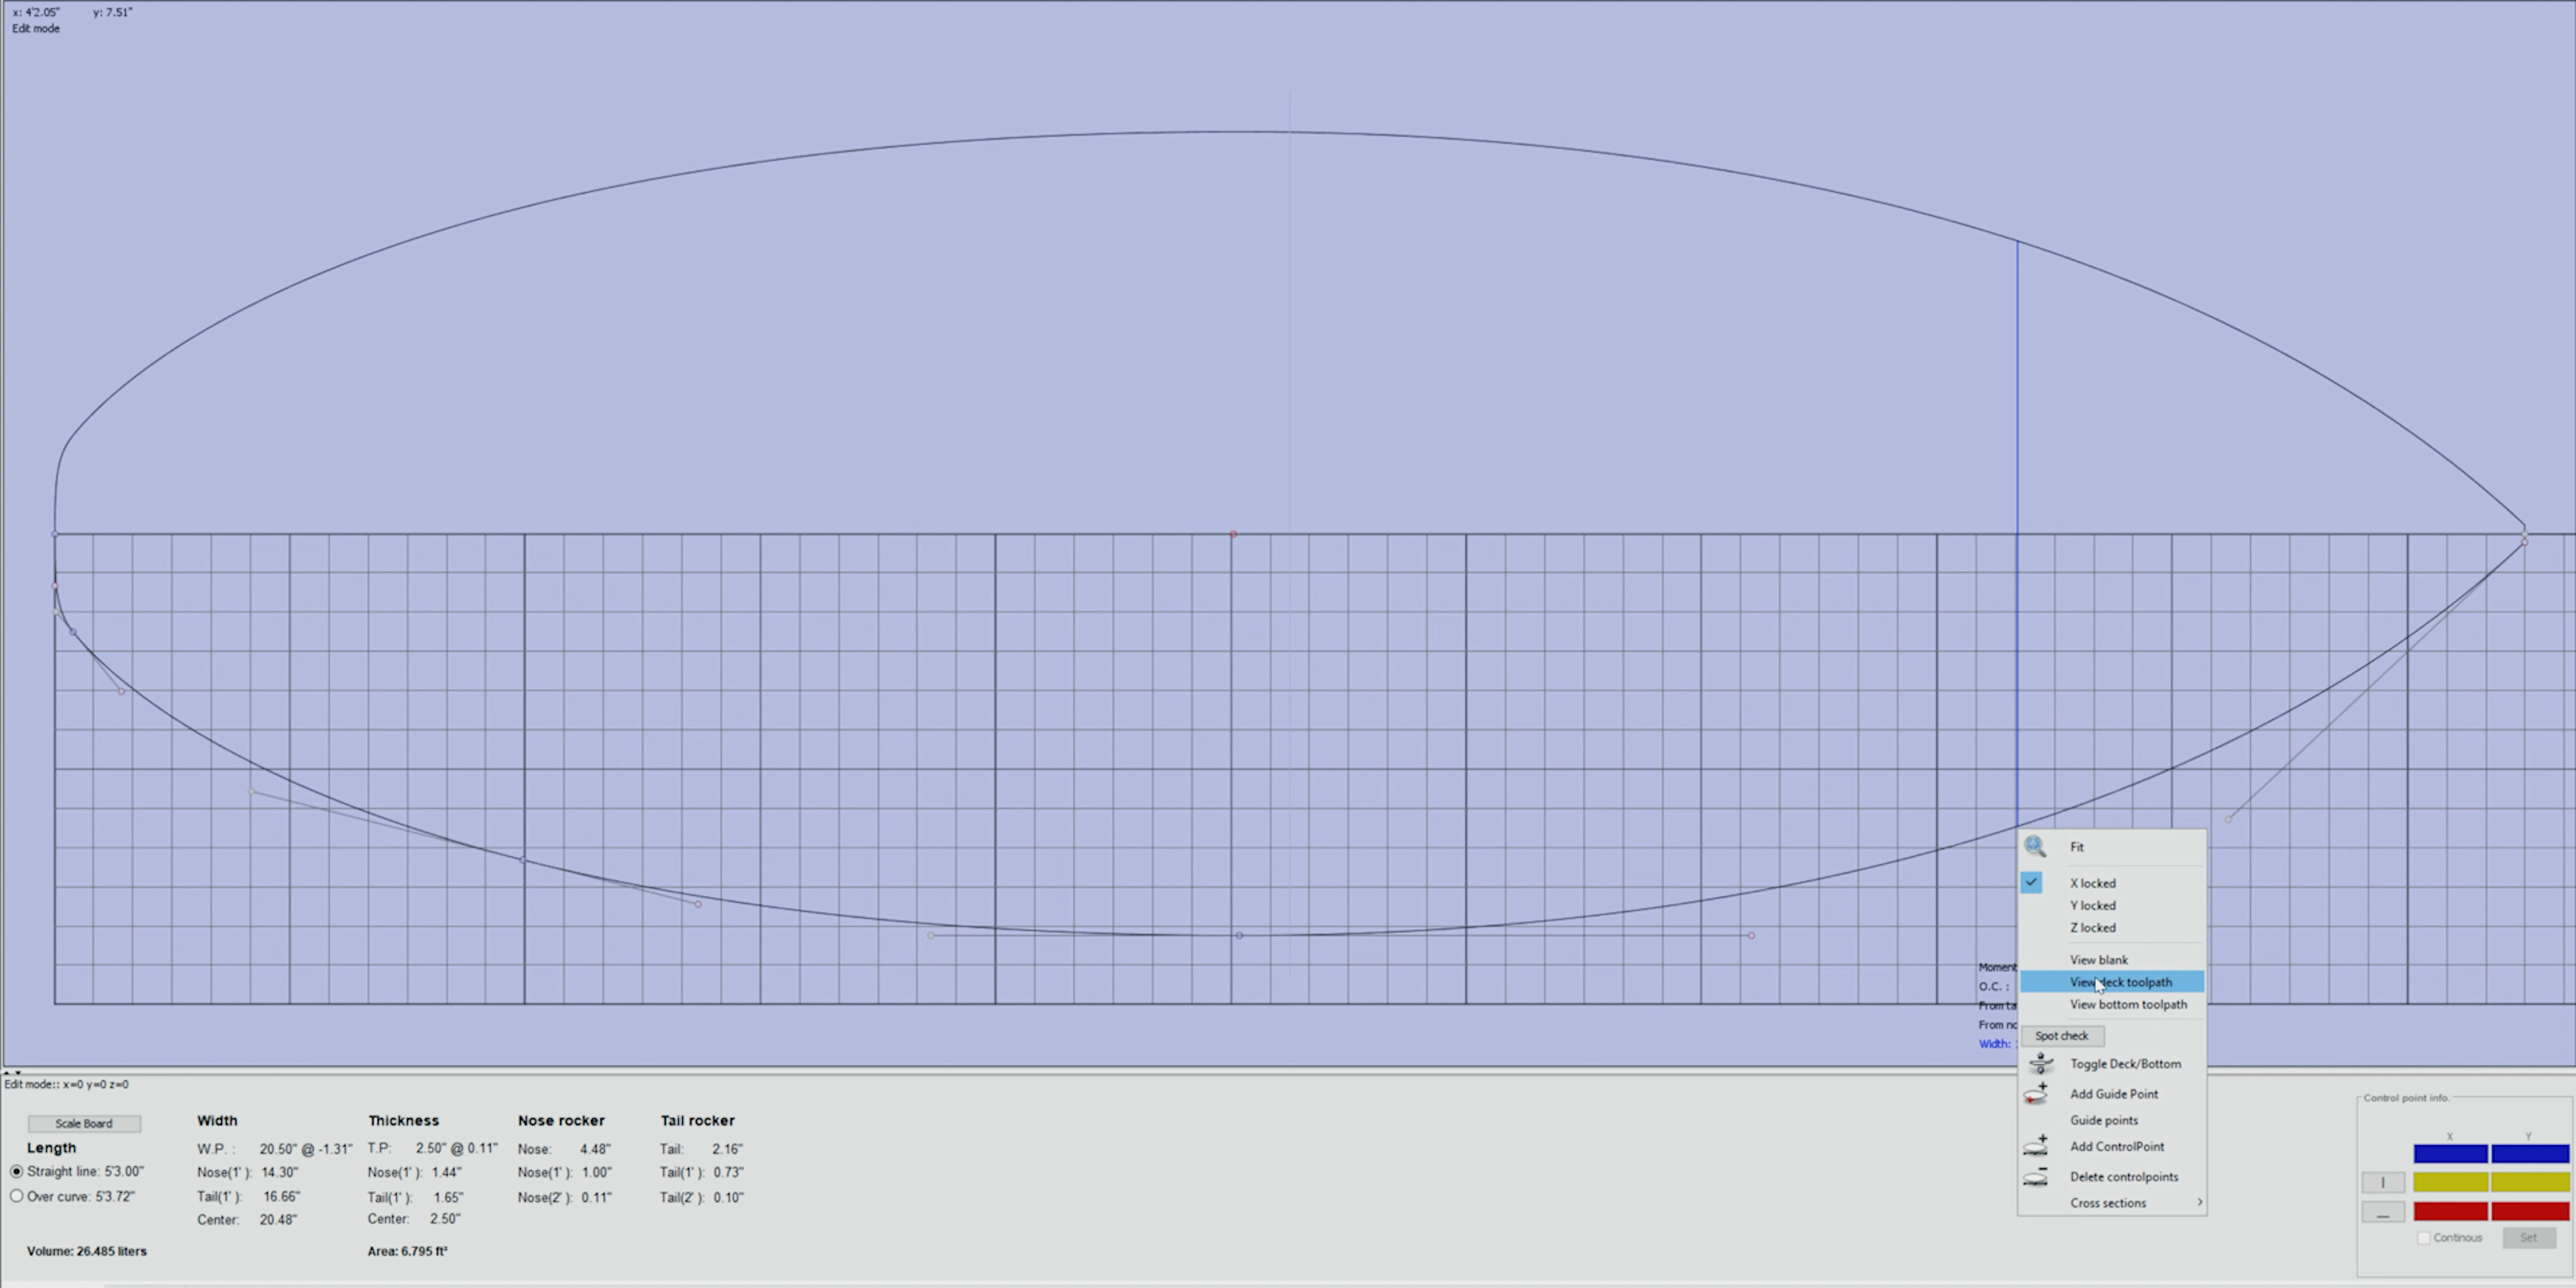 x: 4'2.05" y: 7.51"
Edit mode
Fit
X locked
Y locked
Z locked
View blank
View deck toolpath
View bottom toolpath
Spot check
Toggle Deck/Bottom
Add Guide Point
Guide points
Add ControlPoint
Delete controlpoints
Cross sections
Moment
O.C. :
From ta
From no
Width:
Edit mode:: x=0 y=0 z=0
Scale Board
Length
Straight line: 5'3.00"
Over curve: 5'3.72"
Volume: 26.485 liters
Width
W.P. : 20.50" @ -1.31"
Nose(1' ): 14.30"
Tail(1' ): 16.66"
Center: 20.48"
Thickness
T.P: 2.50" @ 0.11"
Nose(1' ): 1.44"
Tail(1' ): 1.65"
Center: 2.50"
Area: 6.795 ft²
Nose rocker
Nose: 4.48"
Nose(1' ): 1.00"
Nose(2' ): 0.11"
Tail rocker
Tail: 2.16"
Tail(1' ): 0.73"
Tail(2' ): 0.10"
Control point info.
X Y
Continous
Set